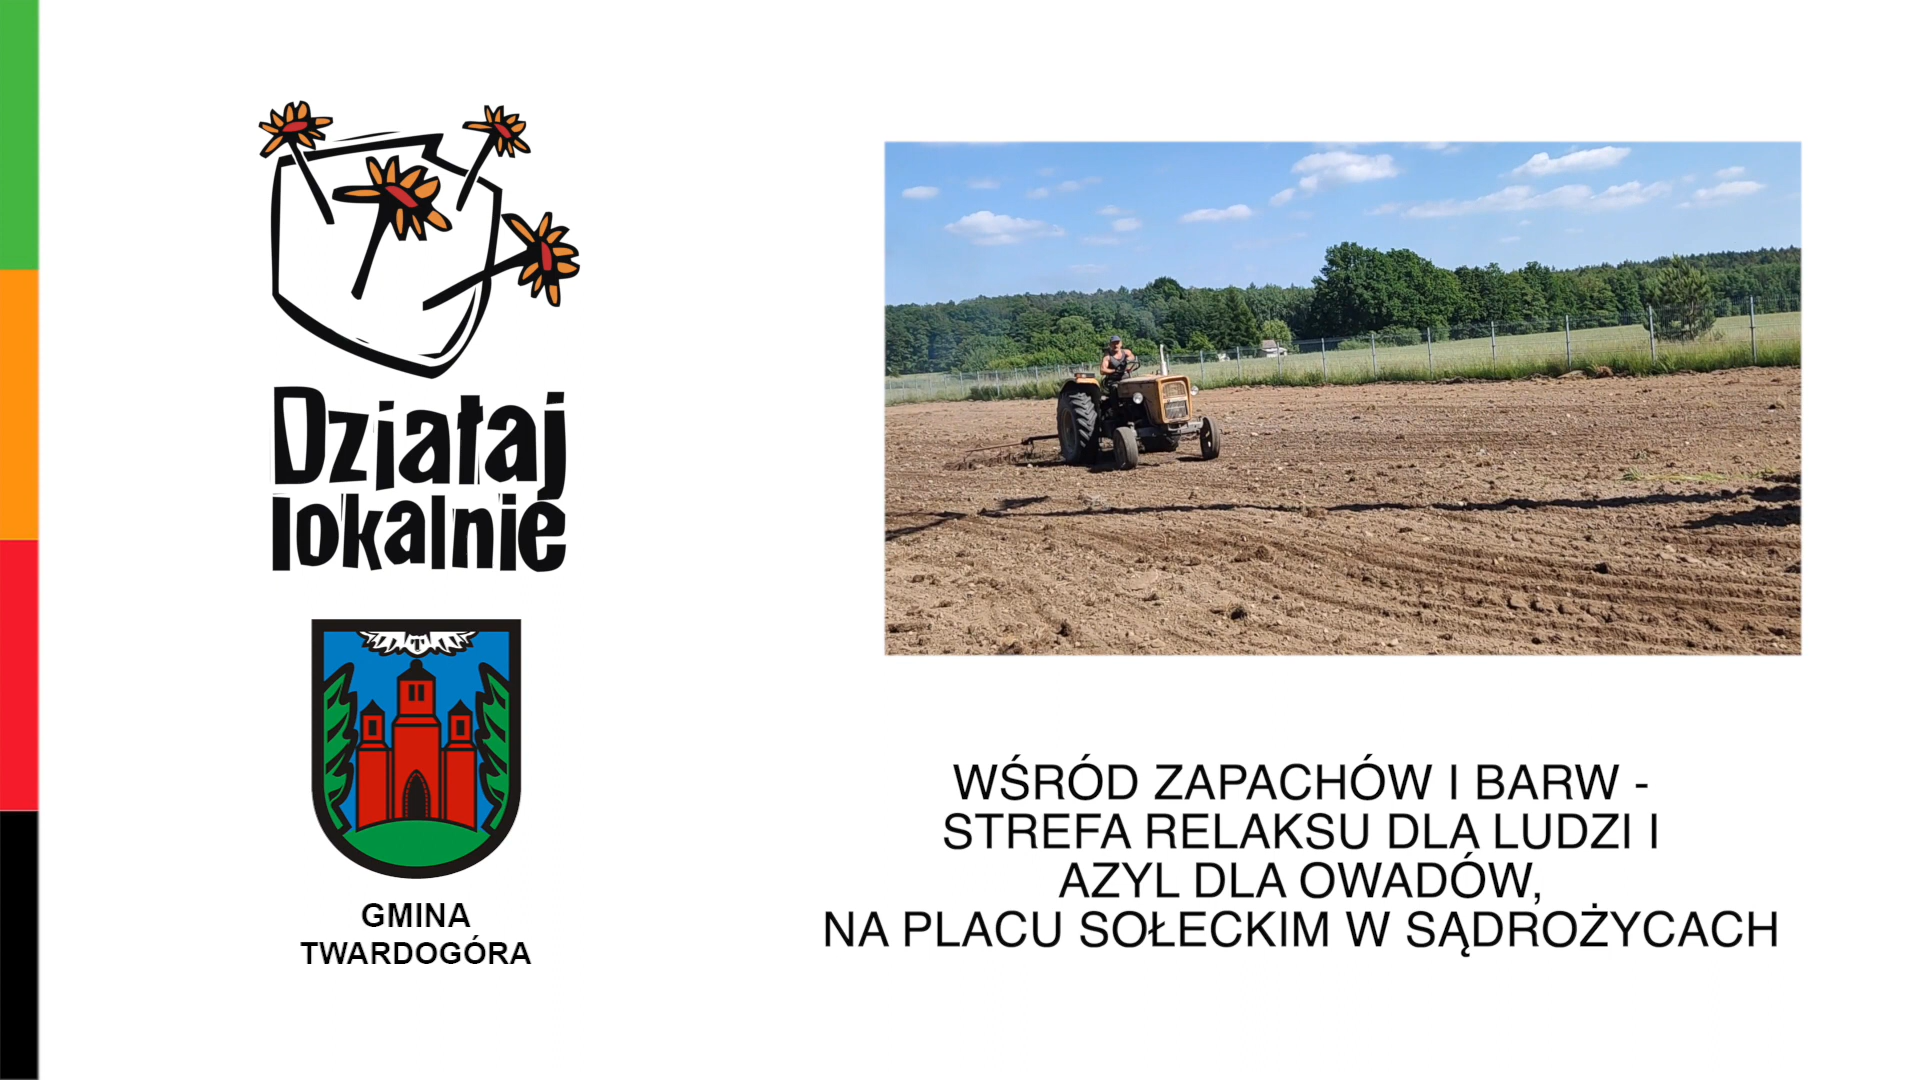 Działaj
lokalnie
GMINA
TWARDOGÓRA
WŚRÓD ZAPACHÓW I BARW -
STREFA RELAKSU DLA LUDZI I
AZYL DLA OWADÓW,
NA PLACU SOŁECKIM W SĄDROŻYCACH